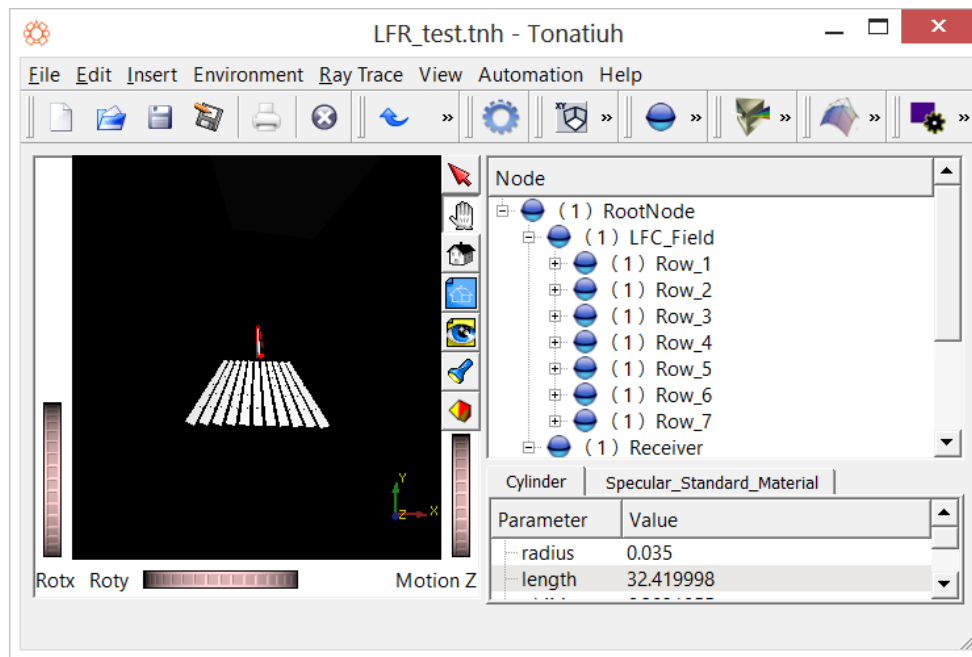 LFR_test.tnh - Tonatiuh
File Edit Insert Environment Ray Trace View Automation Help
» XY » » » » »
Node
(1) RootNode
(1) LFC_Field
(1) Row_1
(1) Row_2
(1) Row_3
(1) Row_4
(1) Row_5
(1) Row_6
(1) Row_7
(1) Receiver
Y
Z X
Rotx Roty Motion Z
Cylinder Specular_Standard_Material
Parameter Value
radius 0.035
length 32.419998